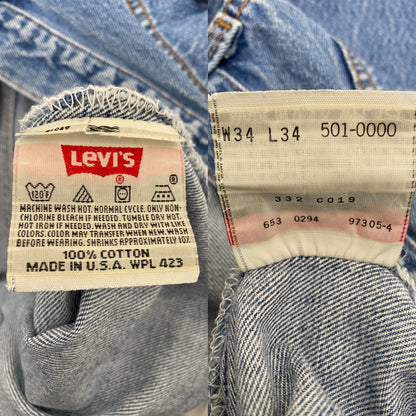 LEVI'S
120F
MACHINE WASH HOT. NORMAL CYCLE. ONLY NON-
CHLORINE BLEACH IF NEEDED. TUMBLE DRY HOT.
HOT IRON IF NEEDED. WASH AND DRY WITH LIKE
COLORS. COLOR MAY TRANSFER WHEN NEW. WASH
BEFORE WEARING. SHRINKS APPROXIMATELY 10%
100% COTTON
MADE IN U.S.A. WPL 423
W34 L34 501-0000
332 C019
653 0294 97305-4